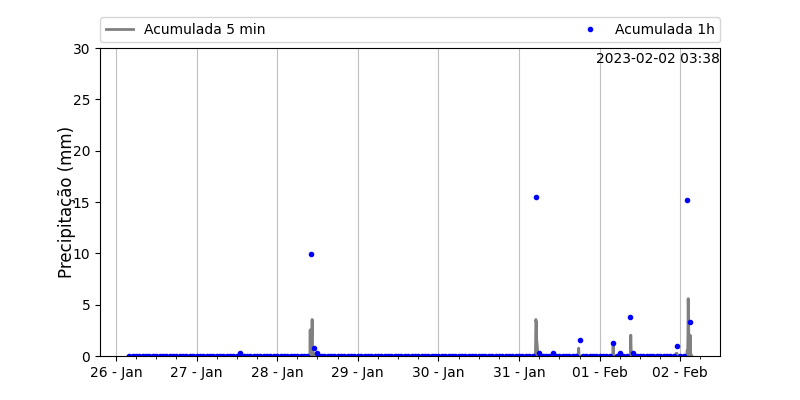 Acumulada 5 min
Acumulada 1h
2023-02-02 03:38
Precipitação (mm)
30
25
20
15
10
5
0
26 - Jan 27 - Jan 28 - Jan 29 - Jan 30 - Jan 31 - Jan 01 - Feb 02 - Feb